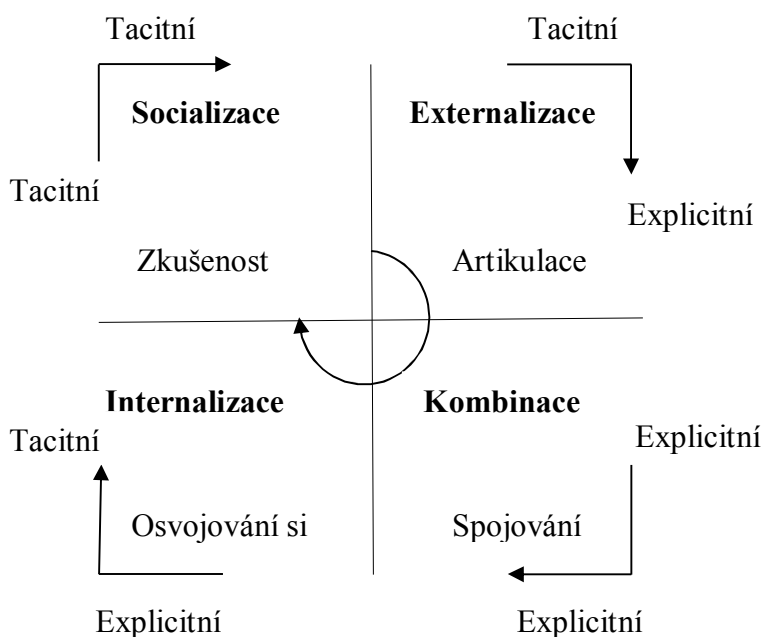 Tacitní
Tacitní
Socializace
Externalizace
Tacitní
Explicitní
Zkušenost
Artikulace
Internalizace
Kombinace
Tacitní
Explicitní
Osvojování si
Spojování
Explicitní
Explicitní